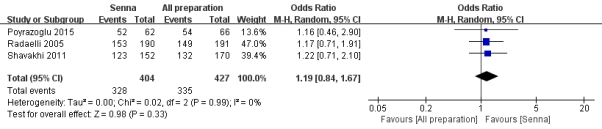 Senna All preparation Odds Ratio Odds Ratio
Study or Subgroup Events Total Events Total Weight M-H, Random, 95% CI M-H, Random, 95% CI
Poyrazoglu 2015 52 62 54 66 13.6% 1.16 [0.46, 2.90]
Radaelli 2005 153 190 149 191 47.0% 1.17 [0.71, 1.91]
Shavakhi 2011 123 152 132 170 39.4% 1.22 [0.71, 2.10]
Total (95% CI) 404 427 100.0% 1.19 [0.84, 1.67]
Total events 328 335
Heterogeneity: Tau² = 0.00; Chi² = 0.02, df = 2 (P = 0.99); I² = 0%
Test for overall effect: Z = 0.98 (P = 0.33)
0.05 0.2 1 5 20
Favours [All preparation] Favours [Senna]